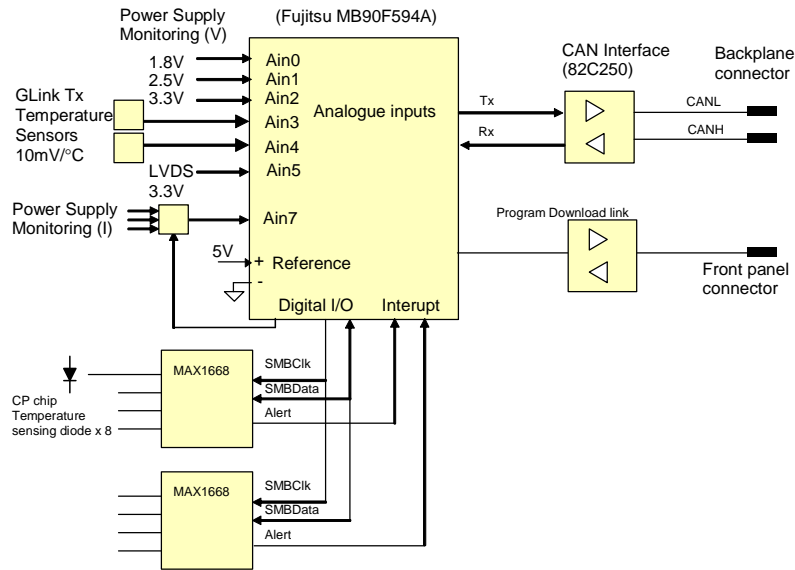 (Fujitsu MB90F594A)
Power Supply
Monitoring (V)
1.8V
2.5V
3.3V
GLink Tx
Temperature
Sensors
10mV/°C
LVDS
3.3V
Power Supply
Monitoring (I)
Ain0
Ain1
Ain2
Ain3
Ain4
Ain5
Ain7
Analogue inputs
5V
+ Reference
-
Digital I/O
Interupt
Tx
Rx
CAN Interface
(82C250)
Backplane
connector
CANL
CANH
Program Download link
Front panel
connector
MAX1668
SMBClk
SMBData
Alert
CP chip
Temperature
sensing diode x 8
MAX1668
SMBClk
SMBData
Alert